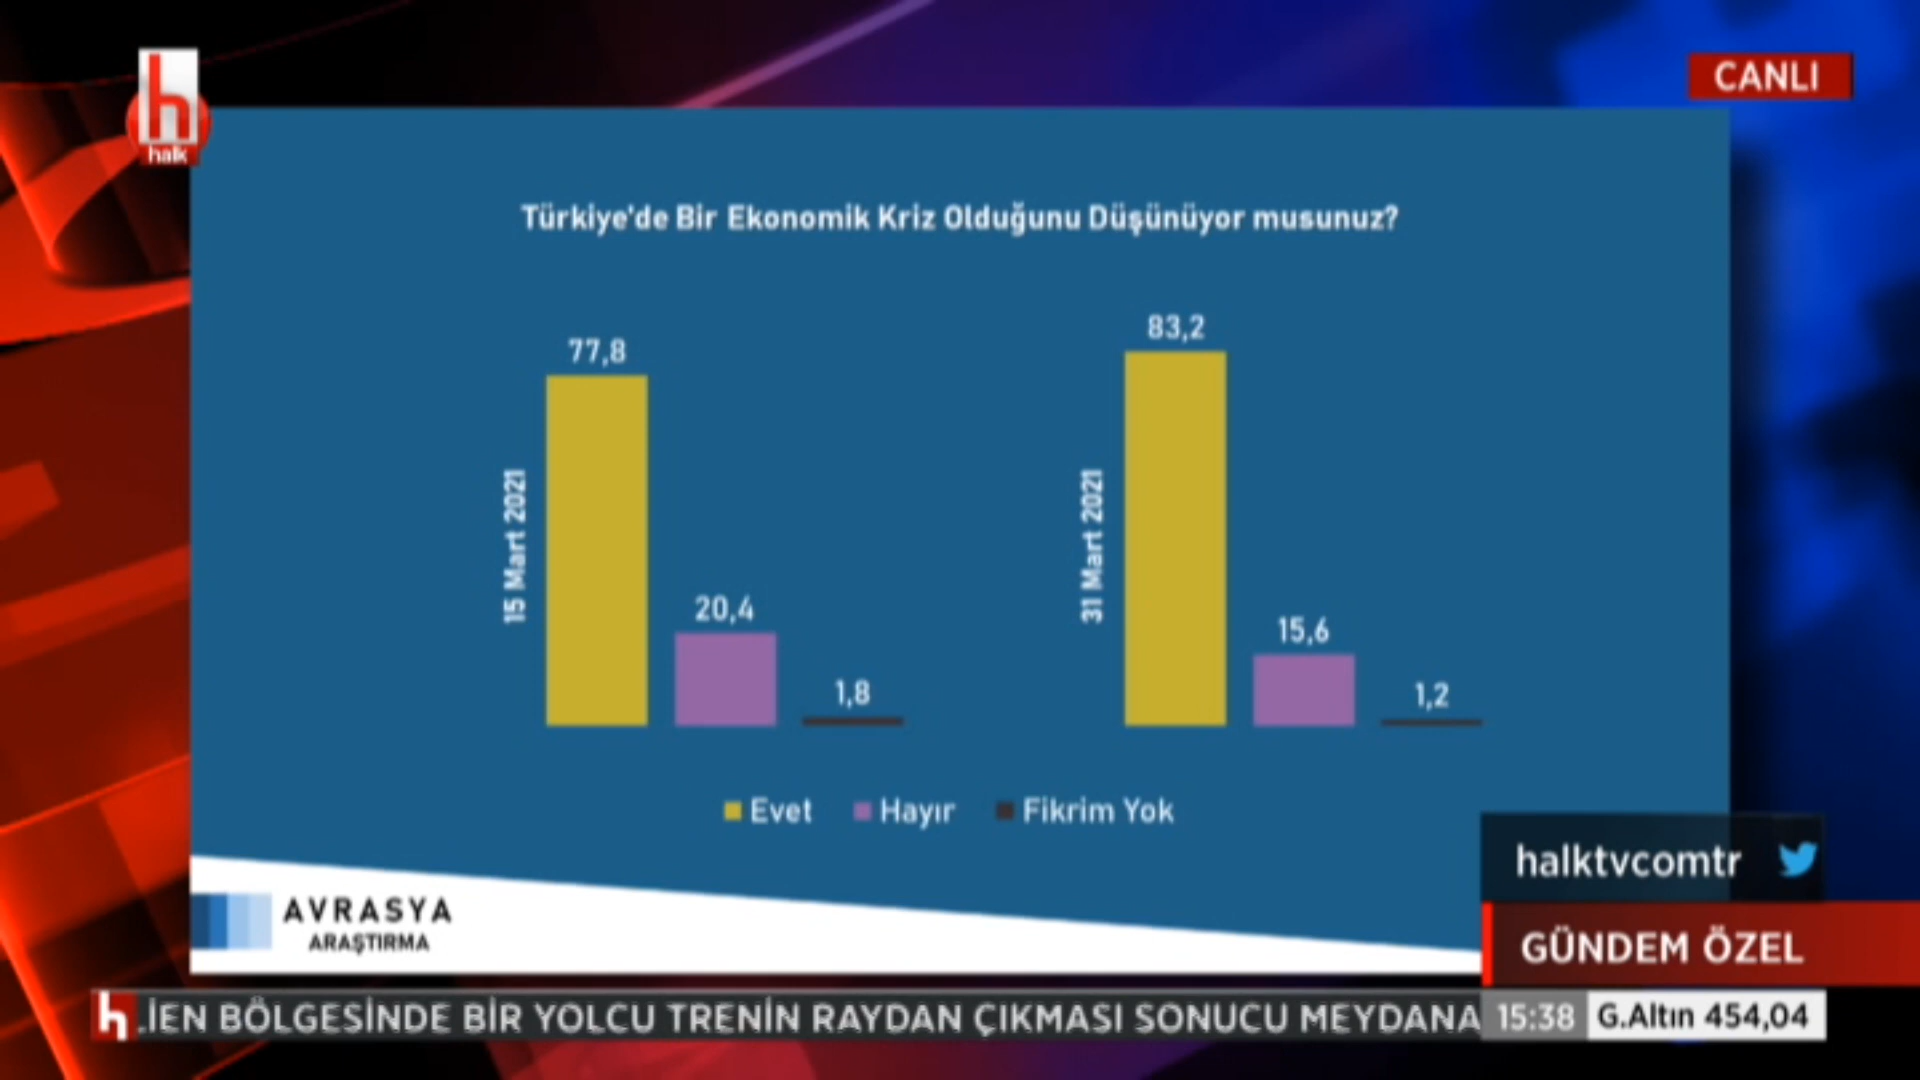 h
halk
CANLI
Türkiye'de Bir Ekonomik Kriz Olduğunu Düşünüyor musunuz?
15 Mart 2021
77,8
20,4
1,8
31 Mart 2021
83,2
15,6
1,2
Evet
Hayır
Fikrim Yok
AVRASYA
ARAŞTIRMA
halktvcomtr
GÜNDEM ÖZEL
h BÖLGESİNDE BİR YOLCU TRENİN RAYDAN ÇIKMASI SONUCU MEYDANA
15:38
G.Altın 454,04